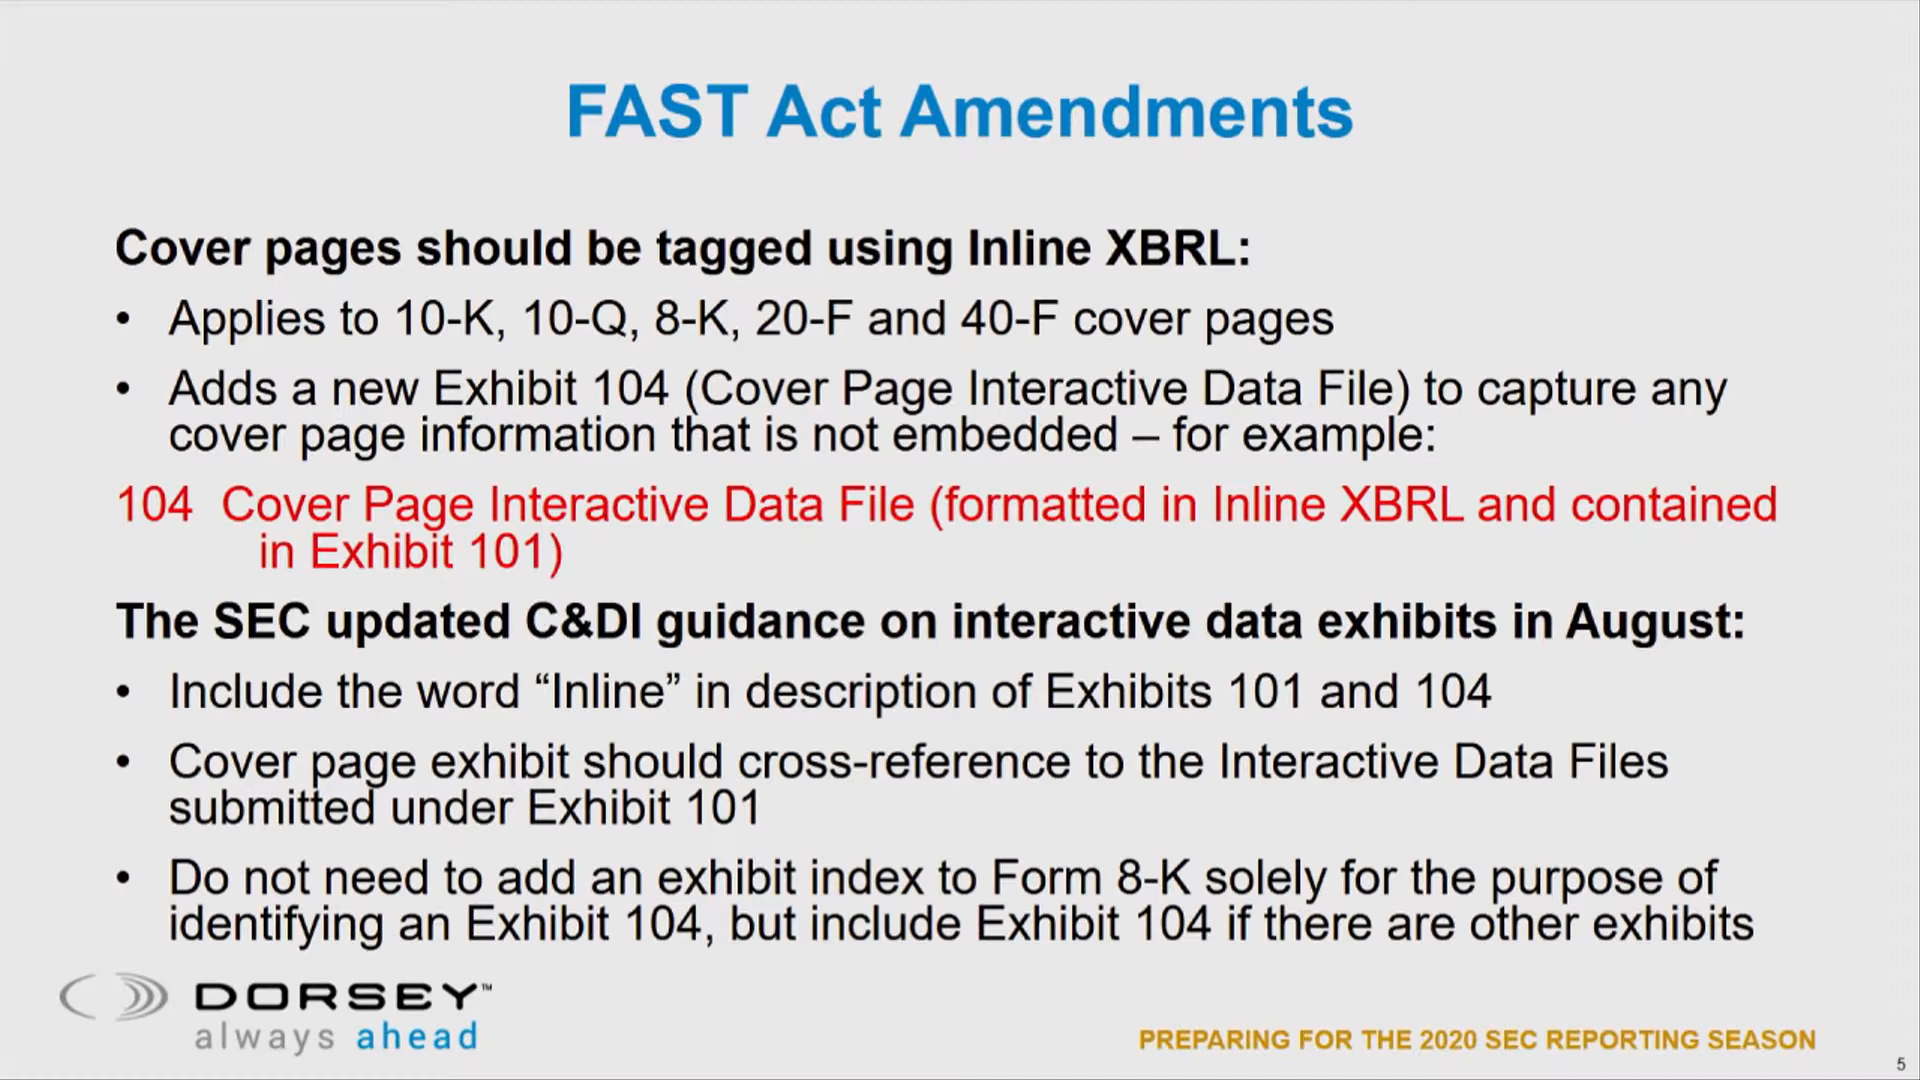 FAST Act Amendments
Cover pages should be tagged using Inline XBRL:
• Applies to 10-K, 10-Q, 8-K, 20-F and 40-F cover pages
• Adds a new Exhibit 104 (Cover Page Interactive Data File) to capture any
cover page information that is not embedded – for example:
104 Cover Page Interactive Data File (formatted in Inline XBRL and contained
in Exhibit 101)
The SEC updated C&DI guidance on interactive data exhibits in August:
• Include the word “Inline” in description of Exhibits 101 and 104
• Cover page exhibit should cross-reference to the Interactive Data Files
submitted under Exhibit 101
• Do not need to add an exhibit index to Form 8-K solely for the purpose of
identifying an Exhibit 104, but include Exhibit 104 if there are other exhibits
DORSEY™
always ahead
PREPARING FOR THE 2020 SEC REPORTING SEASON
5